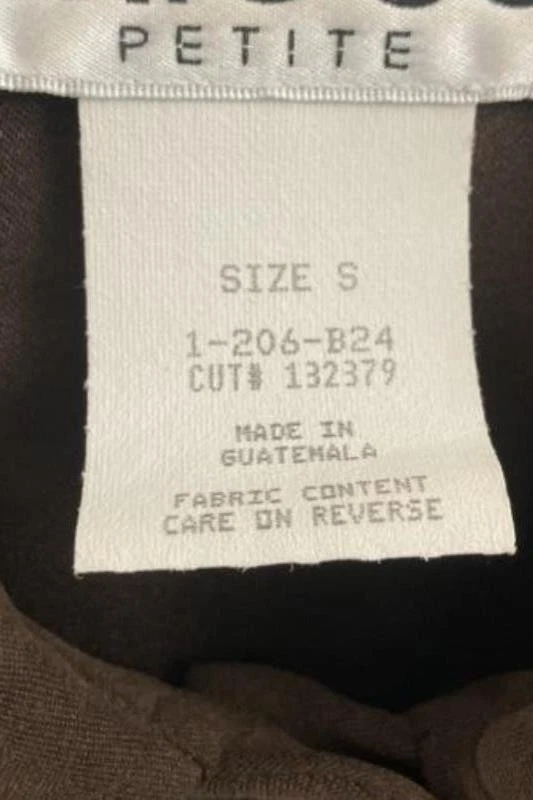 PETITE
SIZE S
1-206-B24
CUT# 132379
MADE IN
GUATEMALA
FABRIC CONTENT
CARE ON REVERSE